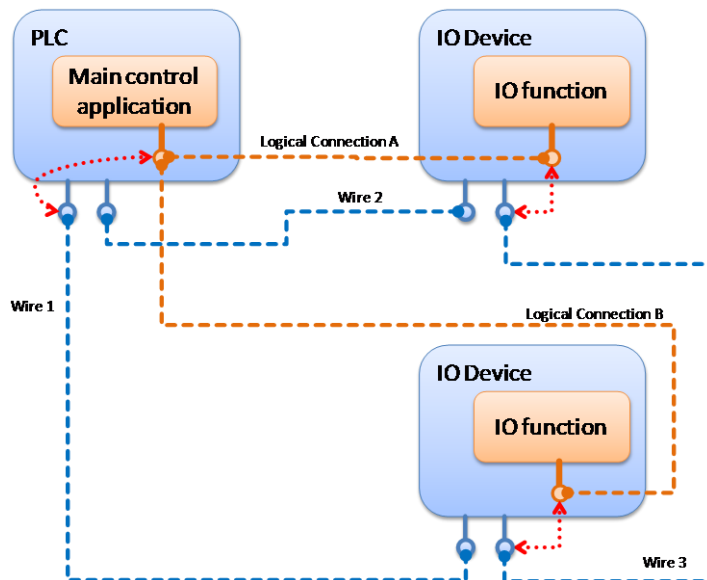 PLC
Main control
application
IO Device
IO function
Logical Connection A
Wire 2
Wire 1
Logical Connection B
IO Device
IO function
Wire 3